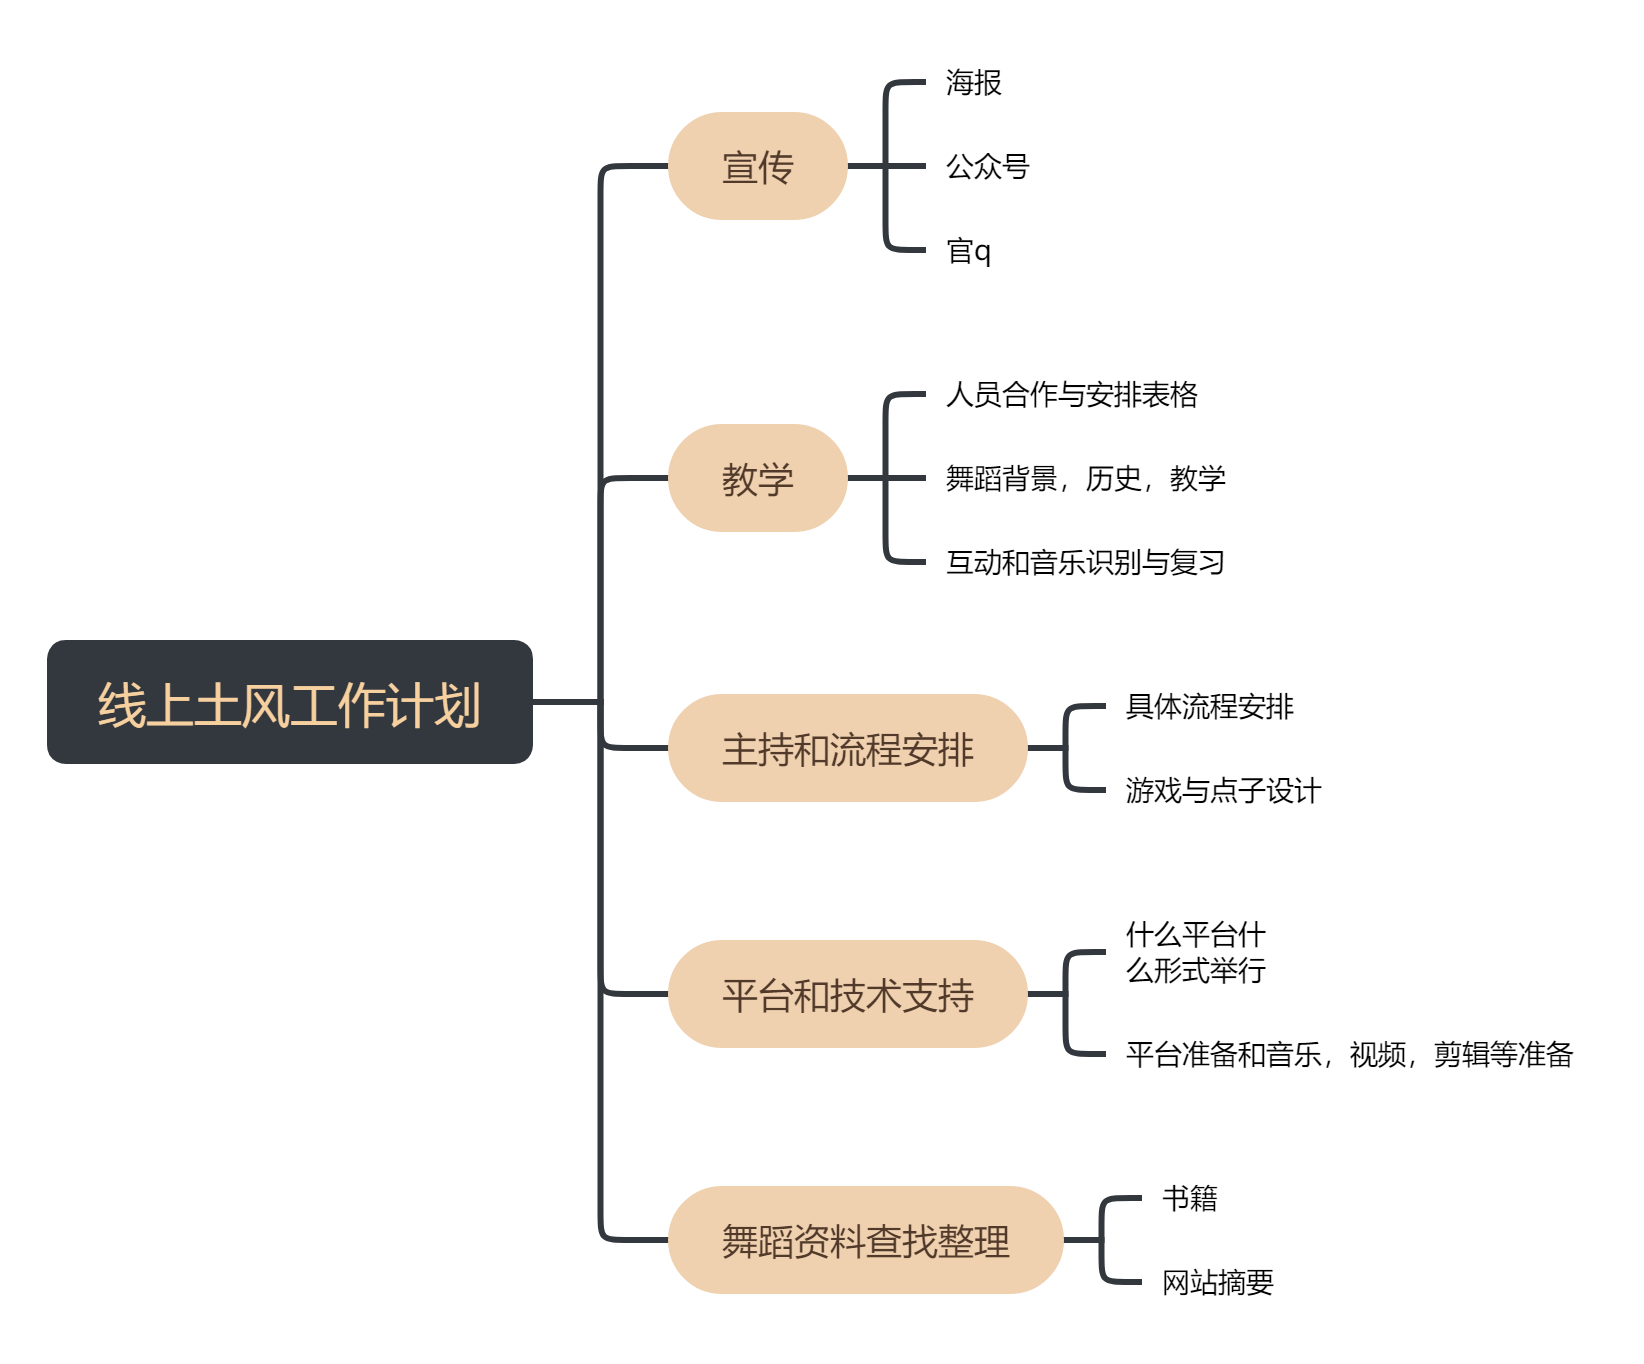 线上土风工作计划
宣传
海报
公众号
官q
教学
人员合作与安排表格
舞蹈背景，历史，教学
互动和音乐识别与复习
主持和流程安排
具体流程安排
游戏与点子设计
平台和技术支持
什么平台什
么形式举行
平台准备和音乐，视频，剪辑等准备
舞蹈资料查找整理
书籍
网站摘要